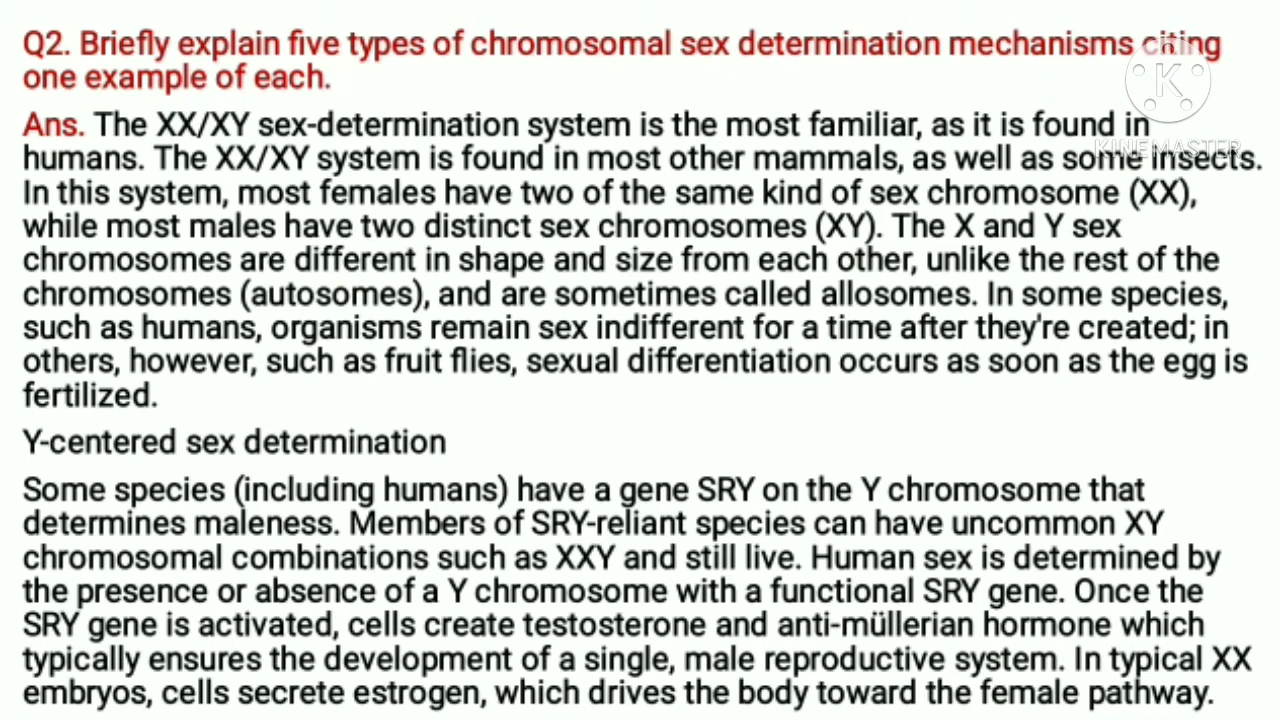 Q2. Briefly explain five types of chromosomal sex determination mechanisms citing
one example of each.
Ans. The XX/XY sex-determination system is the most familiar, as it is found in
humans. The XX/XY system is found in most other mammals, as well as some insects.
In this system, most females have two of the same kind of sex chromosome (XX),
while most males have two distinct sex chromosomes (XY). The X and Y sex
chromosomes are different in shape and size from each other, unlike the rest of the
chromosomes (autosomes), and are sometimes called allosomes. In some species,
such as humans, organisms remain sex indifferent for a time after they're created; in
others, however, such as fruit flies, sexual differentiation occurs as soon as the egg is
fertilized.
Y-centered sex determination
Some species (including humans) have a gene SRY on the Y chromosome that
determines maleness. Members of SRY-reliant species can have uncommon XY
chromosomal combinations such as XXY and still live. Human sex is determined by
the presence or absence of a Y chromosome with a functional SRY gene. Once the
SRY gene is activated, cells create testosterone and anti-müllerian hormone which
typically ensures the development of a single, male reproductive system. In typical XX
embryos, cells secrete estrogen, which drives the body toward the female pathway.
K
KINEMASTER